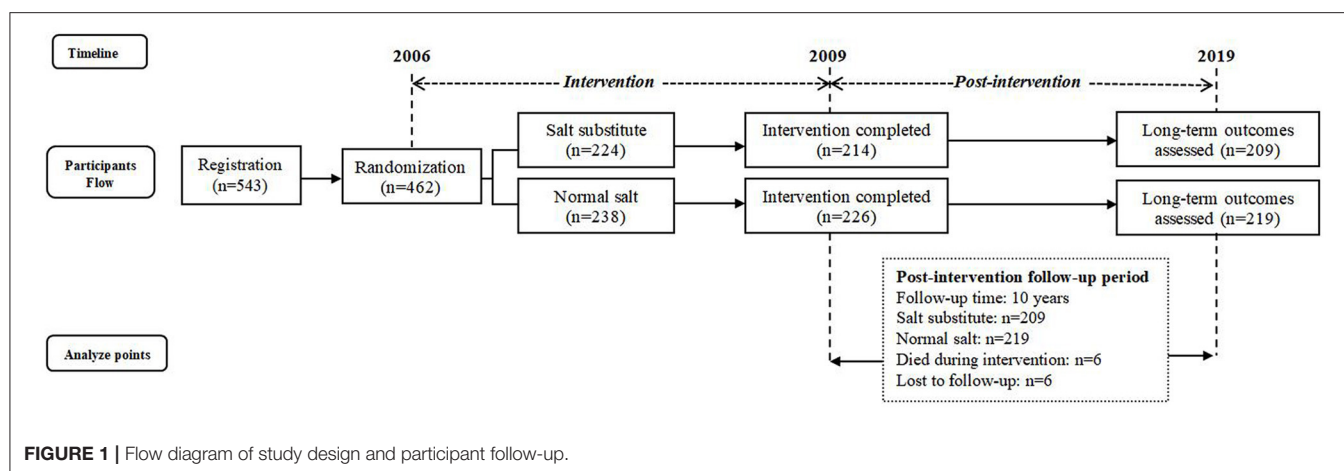 Timeline
2006
2009
2019
Intervention
Post-intervention
Participants
Flow
Registration
(n=543)
Randomization
(n=462)
Salt substitute
(n=224)
Intervention completed
(n=214)
Long-term outcomes
assessed (n=209)
Normal salt
(n=238)
Intervention completed
(n=226)
Long-term outcomes
assessed (n=219)
Analyze points
Post-intervention follow-up period
Follow-up time: 10 years
Salt substitute: n=209
Normal salt: n=219
Died during intervention: n=6
Lost to follow-up: n=6
FIGURE 1 | Flow diagram of study design and participant follow-up.